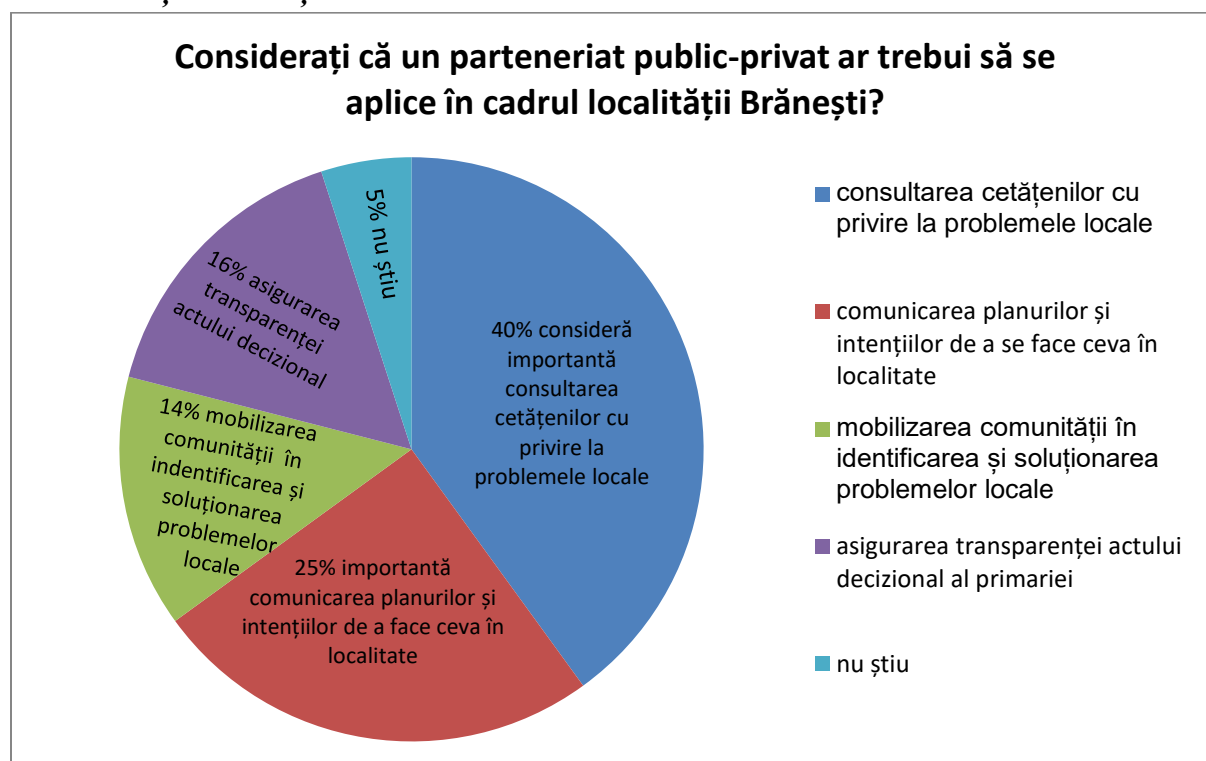 Considerați că un parteneriat public-privat ar trebui să se
aplice în cadrul localității Brănești?
40% consideră
importantă
consultarea
cetățenilor cu
privire la
problemele locale
25% importantă
comunicarea planurilor și
intențiilor de a face ceva în
localitate
14% mobilizarea
comunității în
indentificarea și
soluționarea
problemelor
locale
16% asigurarea
transparenței
actului decizional
5% nu știu
consultarea cetățenilor cu
privire la problemele locale
comunicarea planurilor și
intențiilor de a se face ceva în
localitate
mobilizarea comunității în
identificarea și soluționarea
problemelor locale
asigurarea transparenței actului
decizional al primariei
nu știu